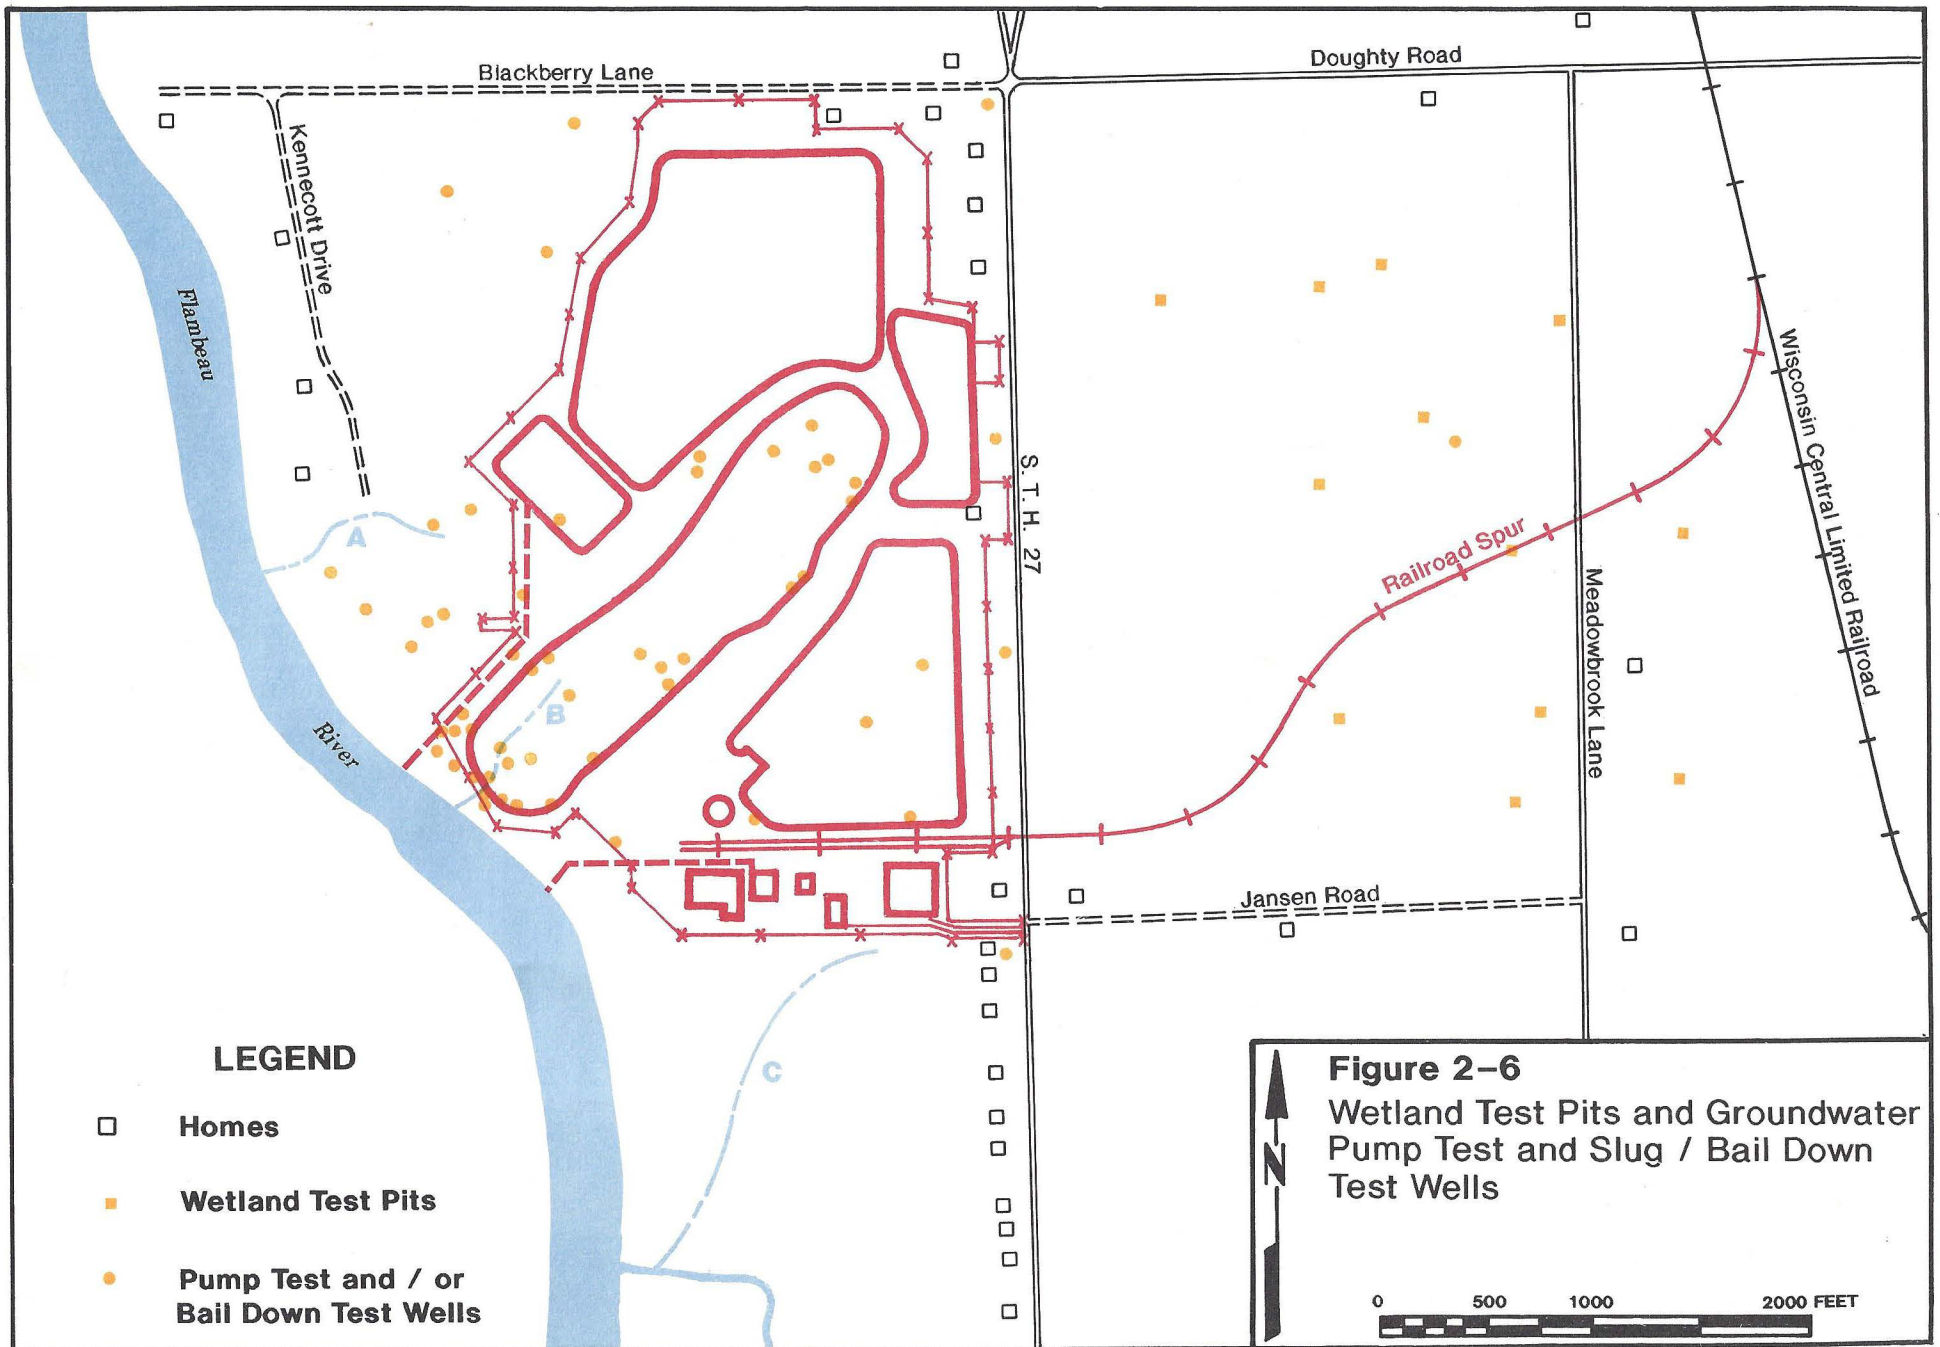 Blackberry Lane
Doughty Road
Kennecott Drive
Flambeau
River
A
B
C
S. T. H. 27
Railroad Spur
Wisconsin Central Limited Railroad
Meadowbrook Lane
Jansen Road
LEGEND
Homes
Wetland Test Pits
Pump Test and / or
Bail Down Test Wells
N
Figure 2-6
Wetland Test Pits and Groundwater
Pump Test and Slug / Bail Down
Test Wells
0 500 1000 2000 FEET